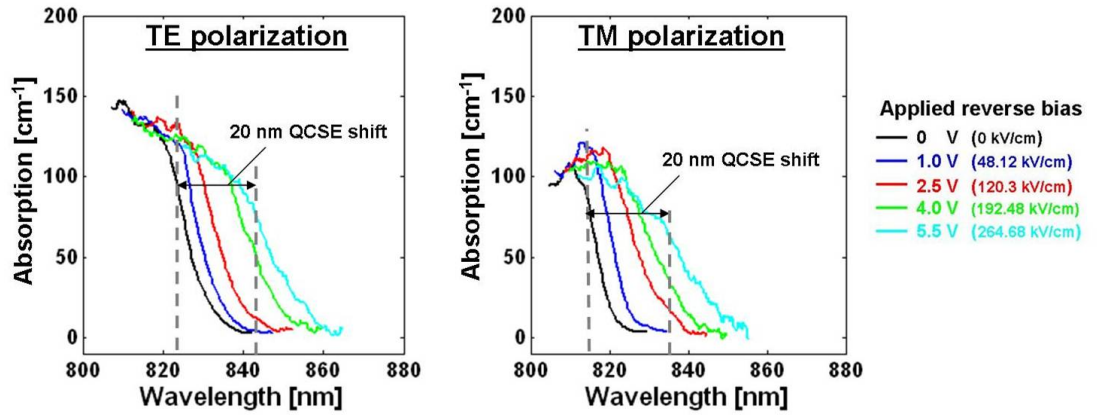 TE polarization
200
150
100
50
0
Absorption [cm-1]
20 nm QCSE shift
800 820 840 860 880
Wavelength [nm]
TM polarization
200
150
100
50
0
Absorption [cm-1]
20 nm QCSE shift
800 820 840 860 880
Wavelength [nm]
Applied reverse bias
0 V (0 kV/cm)
1.0 V (48.12 kV/cm)
2.5 V (120.3 kV/cm)
4.0 V (192.48 kV/cm)
5.5 V (264.68 kV/cm)